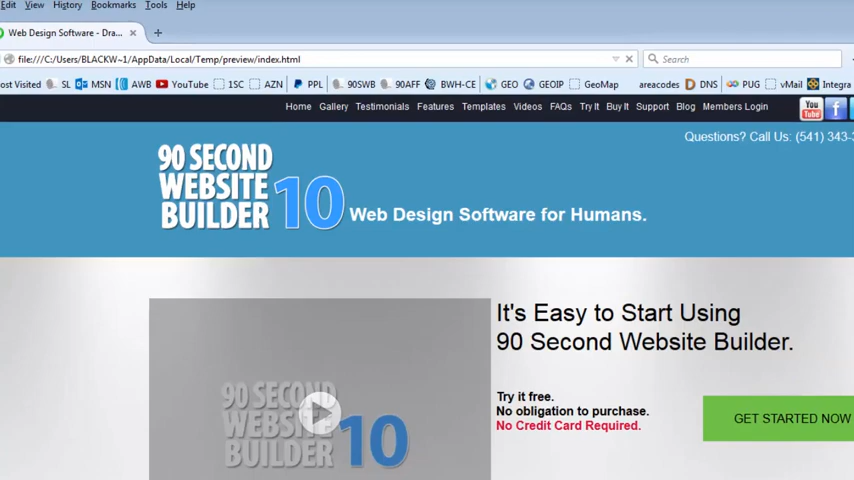 Edit View History Bookmarks Tools Help
Web Design Software - Dra...
file:///C:/Users/BLACKW~1/AppData/Local/Temp/preview/index.html
Search
Visited SL MSN AWB YouTube 1SC AZN PPL 90SWB 90AFF BWH-CE GEO GEOIP GeoMap areacodes DNS PUG vMail Integra
Home Gallery Testimonials Features Templates Videos FAQs Try It Buy It Support Blog Members Login
You Tube f
Questions? Call Us: (541) 343-
90 SECOND
WEBSITE
BUILDER 10
Web Design Software for Humans.
It's Easy to Start Using
90 Second Website Builder.
90 SECOND
WEBSITE
BUILDER 10
Try it free.
No obligation to purchase.
No Credit Card Required.
GET STARTED NOW